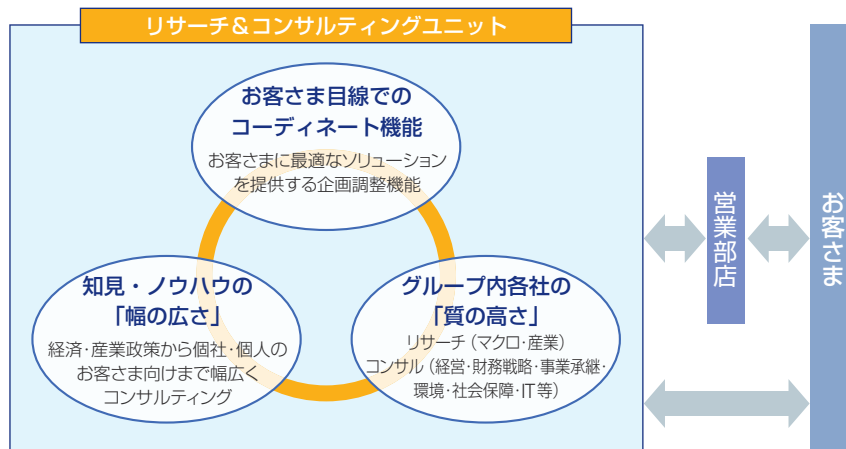 リサーチ&コンサルティングユニット
お客さま目線での
コーディネート機能
お客さまに最適なソリューション
を提供する企画調整機能
知見・ノウハウの
「幅の広さ」
経済・産業政策から個社・個人の
お客さま向けまで幅広く
コンサルティング
グループ内各社の
「質の高さ」
リサーチ（マクロ・産業）
コンサル（経営・財務戦略・事業承継・
環境・社会保障・IT等）
営業部店
お客さま